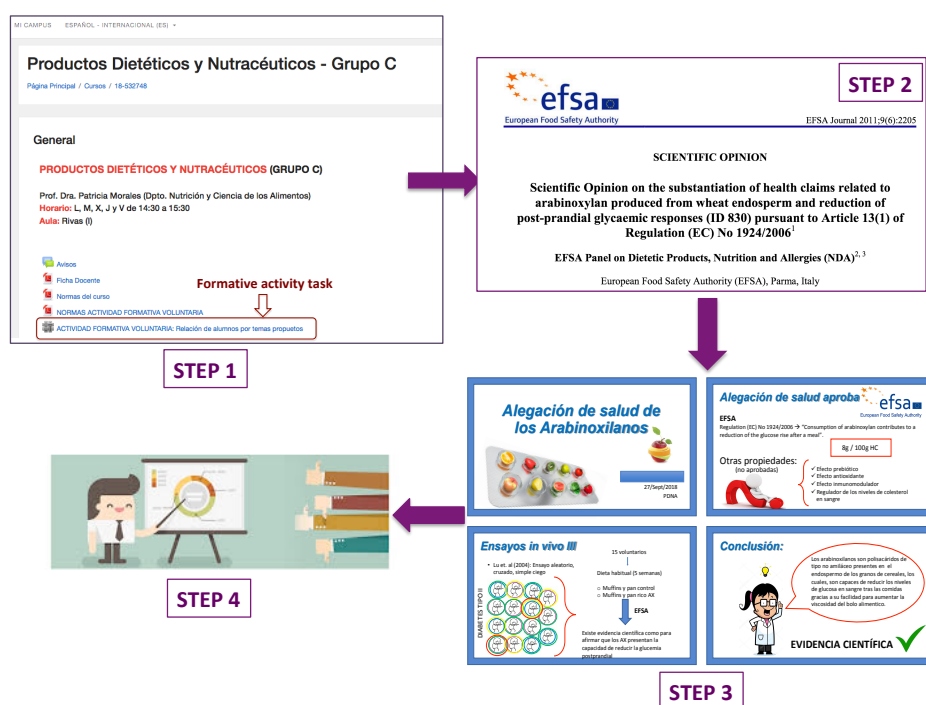 MI CAMPUS ESPAÑOL - INTERNACIONAL (ES)
Productos Dietéticos y Nutracéuticos - Grupo C
Página Principal / Cursos / 18-532748
General
PRODUCTOS DIETÉTICOS Y NUTRACÉUTICOS (GRUPO C)
Prof. Dra. Patricia Morales (Dpto. Nutrición y Ciencia de los Alimentos)
Horario: L, M, X, J y V de 14:30 a 15:30
Aula: Rivas (I)
Avisos
Ficha Docente
Formative activity task
Normas del curso
NORMAS ACTIVIDAD FORMATIVA VOLUNTARIA
ACTIVIDAD FORMATIVA VOLUNTARIA: Relación de alumnos por temas propuetos
STEP 1
STEP 2
efsa
European Food Safety Authority
EFSA Journal 2011;9(6):2205
SCIENTIFIC OPINION
Scientific Opinion on the substantiation of health claims related to
arabinoxylan produced from wheat endosperm and reduction of
post-prandial glycaemic responses (ID 830) pursuant to Article 13(1) of
Regulation (EC) No 1924/2006¹
EFSA Panel on Dietetic Products, Nutrition and Allergies (NDA)², ³
European Food Safety Authority (EFSA), Parma, Italy
Alegación de salud de
los Arabinoxilanos
27/Sept/2018
PDNA
Alegación de salud aproba
efsa
European Food Safety Authority
EFSA
Regulation (EC) No 1924/2006 → "Consumption of arabinoxylan contributes to a
reduction of the glucose rise after a meal".
8g / 100g HC
Otras propiedades:
(no aprobadas)
✓ Efecto prebiótico
✓ Efecto antioxidante
✓ Efecto inmunomodulador
✓ Regulador de los niveles de colesterol
en sangre
Ensayos in vivo III
• Lu et. al (2004): Ensayo aleatorio,
cruzado, simple ciego
DIABETES TIPO II
15 voluntarios
Dieta habitual (5 semanas)
o Muffins y pan control
o Muffins y pan rico AX
EFSA
Existe evidencia científica como para
afirmar que los AX presentan la
capacidad de reducir la glucemia
postprandial
Conclusión:
Los arabinoxilanos son polisacáridos de
tipo no amiláceo presentes en el
endospermo de los granos de cereales, los
cuales, son capaces de reducir los niveles
de glucosa en sangre tras las comidas
gracias a su facilidad para aumentar la
viscosidad del bolo alimentico.
EVIDENCIA CIENTÍFICA
STEP 3
STEP 4